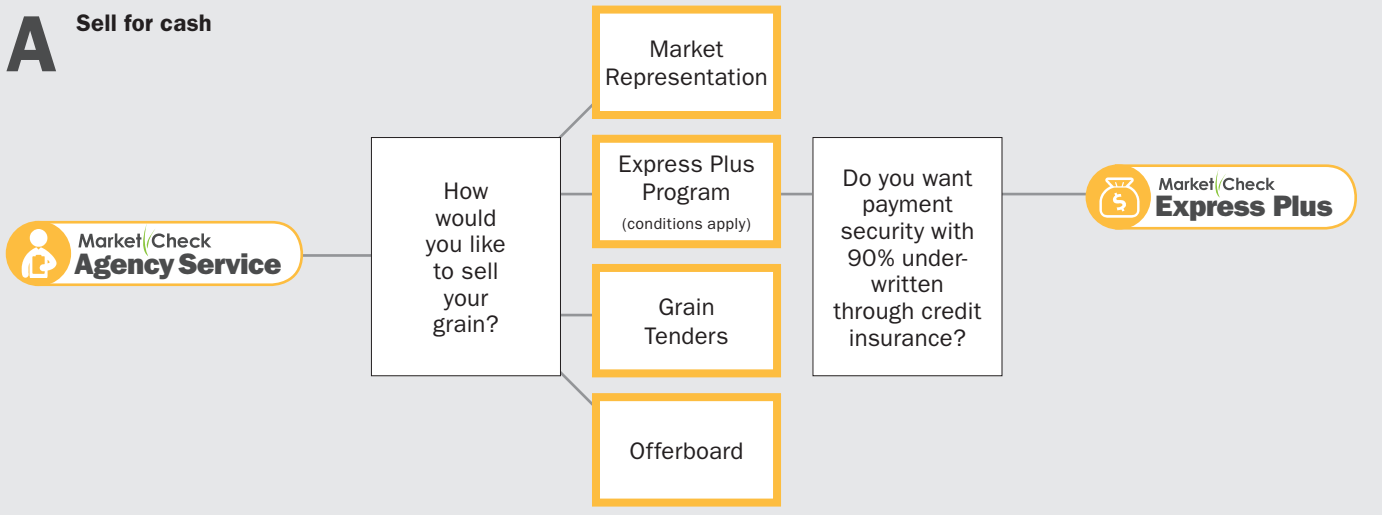 A
Sell for cash
Market Check
Agency Service
How
would
you like
to sell
your
grain?
Market
Representation
Express Plus
Program
(conditions apply)
Grain
Tenders
Offerboard
Do you want
payment
security with
90% under-
written
through credit
insurance?
$
Market Check
Express Plus